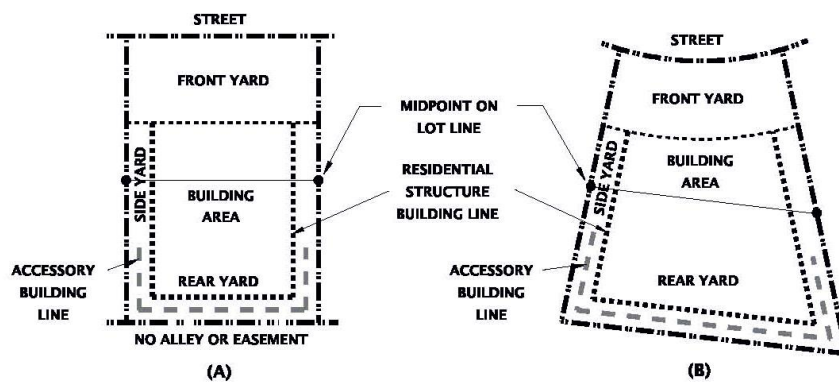 STREET
FRONT YARD
SIDE YARD
BUILDING
AREA
REAR YARD
ACCESSORY
BUILDING
LINE
NO ALLEY OR EASEMENT
(A)
MIDPOINT ON
LOT LINE
RESIDENTIAL
STRUCTURE
BUILDING LINE
STREET
FRONT YARD
SIDE YARD
BUILDING
AREA
REAR YARD
ACCESSORY
BUILDING
LINE
(B)